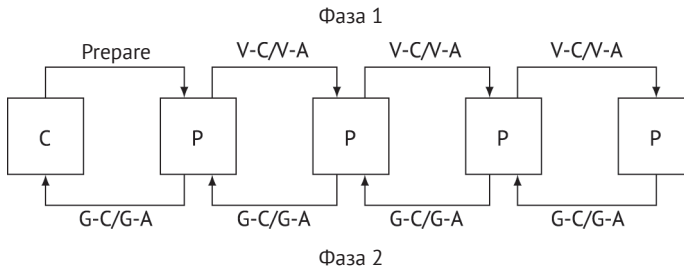 Фаза 1
Prepare V-C/V-A V-C/V-A V-C/V-A
C P P P P
G-C/G-A G-C/G-A G-C/G-A G-C/G-A
Фаза 2